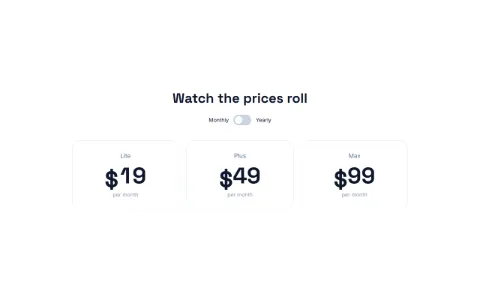 Watch the prices roll
Monthly Yearly
Lite Plus Max
$19 $49 $99
per month per month per month